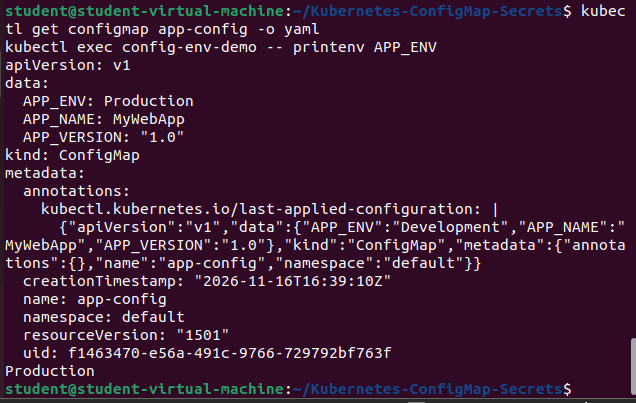 student@student-virtual-machine:~/Kubernetes-ConfigMap-Secrets$ kubec
tl get configmap app-config -o yaml
kubectl exec config-env-demo -- printenv APP_ENV
apiVersion: v1
data:
  APP_ENV: Production
  APP_NAME: MyWebApp
  APP_VERSION: "1.0"
kind: ConfigMap
metadata:
  annotations:
    kubectl.kubernetes.io/last-applied-configuration: |
      {"apiVersion":"v1","data":{"APP_ENV":"Development","APP_NAME":"
MyWebApp","APP_VERSION":"1.0"},"kind":"ConfigMap","metadata":{"annota
tions":{},"name":"app-config","namespace":"default"}}
  creationTimestamp: "2026-11-16T16:39:10Z"
  name: app-config
  namespace: default
  resourceVersion: "1501"
  uid: f1463470-e56a-491c-9766-729792bf763f
Production
student@student-virtual-machine:~/Kubernetes-ConfigMap-Secrets$